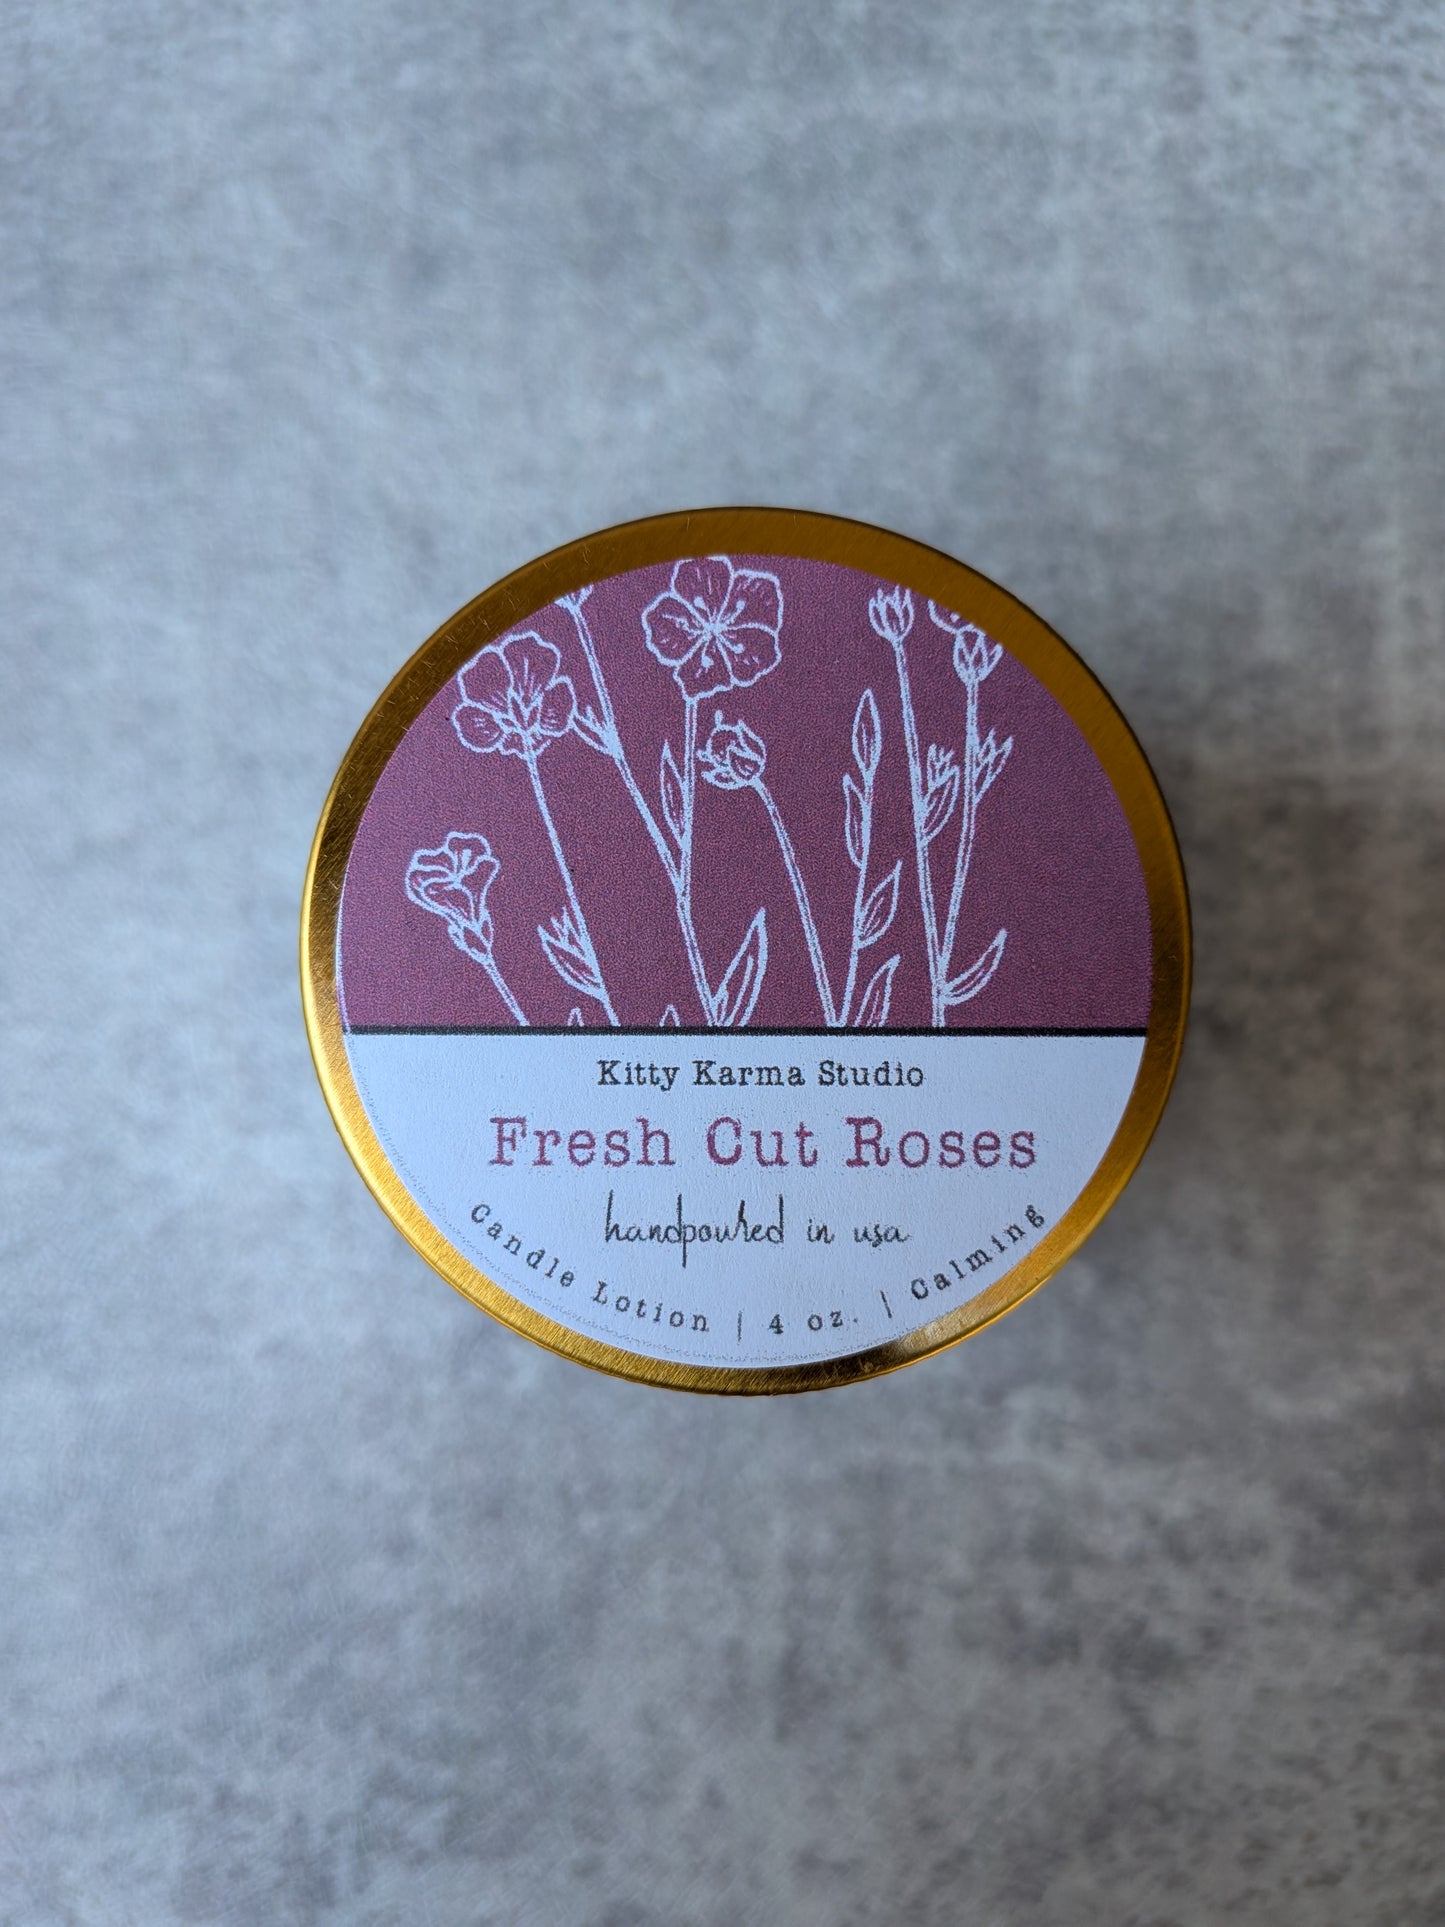 Kitty Karma Studio
Fresh Cut Roses
handpoured in usa
Candle Lotion | 4 oz. | Calming